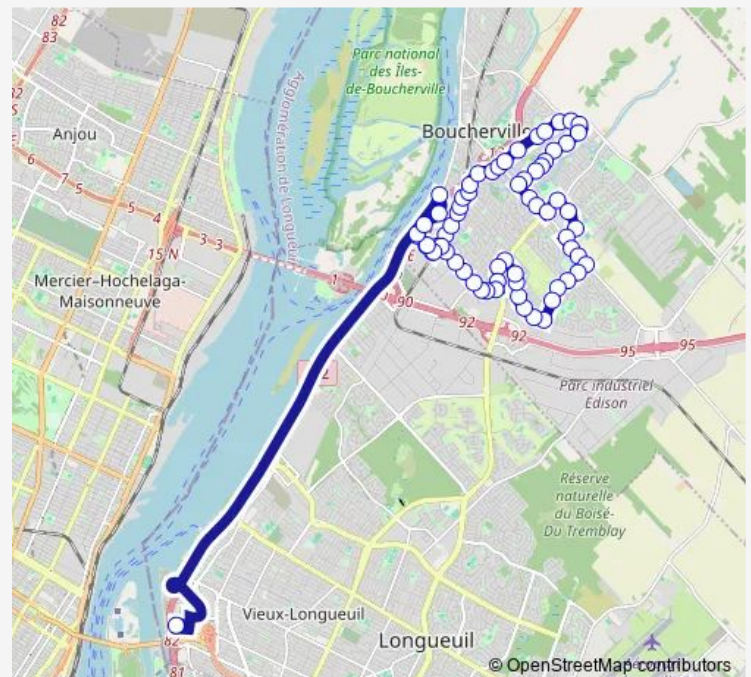 82
83
Anjou
6
7
5
5
4
3 3
15 N
Mercier–Hochelaga-
Maisonneuve
Agglomération de Longueuil
Parc national
des Îles-
de-Boucherville
Boucherville
1
90
92
92
95
95
Parc industriel
Edison
Réserve
naturelle
du Boisé-
Du Tremblay
Vieux-Longueuil
82
81
Longueuil
© OpenStreetMap contributors